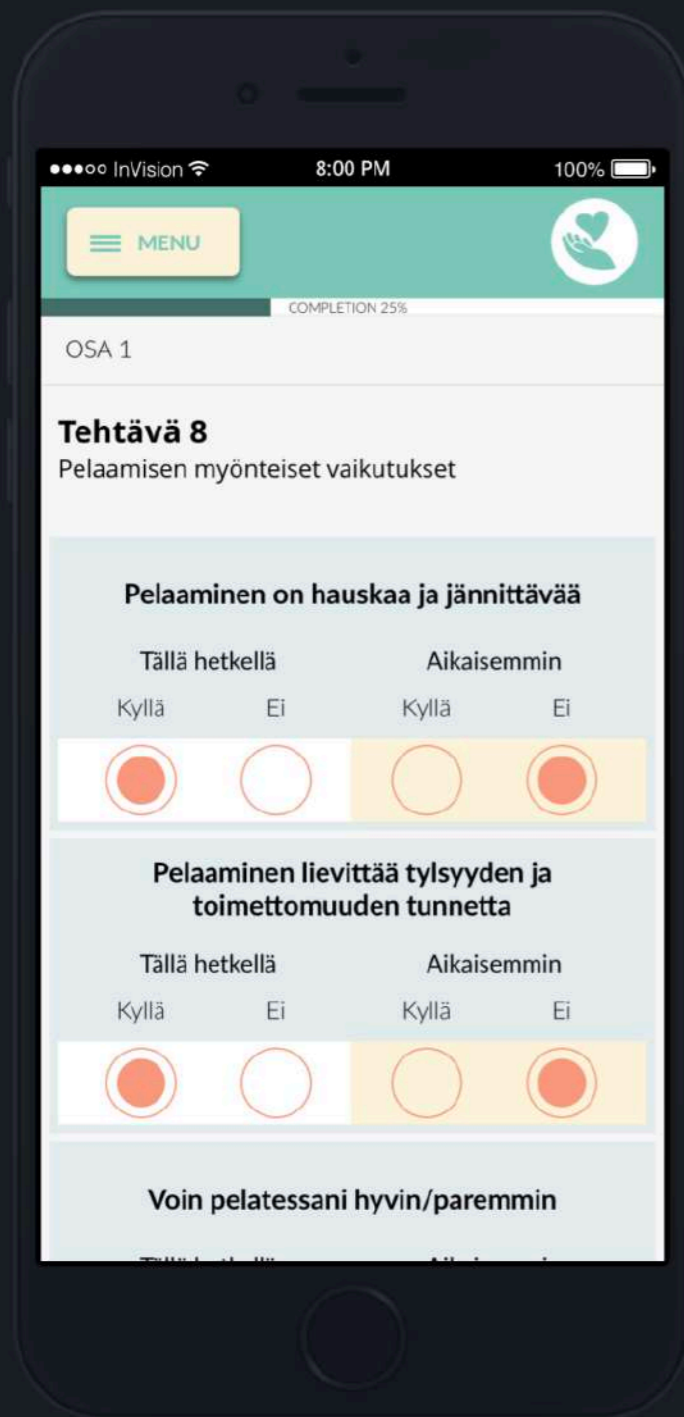 InVision 8:00 PM 100%
MENU
COMPLETION 25%
OSA 1
Tehtävä 8
Pelaamisen myönteiset vaikutukset
Pelaaminen on hauskaa ja jännittävää
Tällä hetkellä Aikaisemmin
Kyllä Ei Kyllä Ei
Pelaaminen lievittää tylsyyden ja
toimettomuuden tunnetta
Tällä hetkellä Aikaisemmin
Kyllä Ei Kyllä Ei
Voin pelatessani hyvin/paremmin